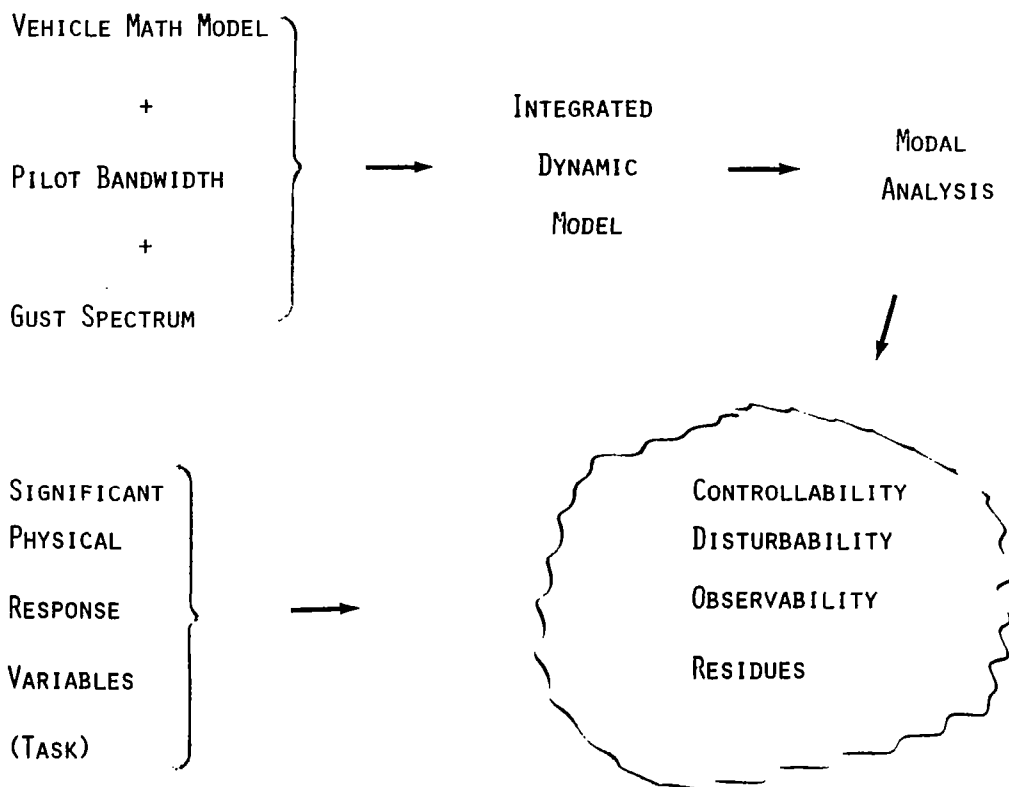 VEHICLE MATH MODEL
+
PILOT BANDWIDTH
+
GUST SPECTRUM
INTEGRATED
DYNAMIC
MODEL
MODAL
ANALYSIS
SIGNIFICANT
PHYSICAL
RESPONSE
VARIABLES
(TASK)
CONTROLLABILITY
DISTURBABILITY
OBSERVABILITY
RESIDUES